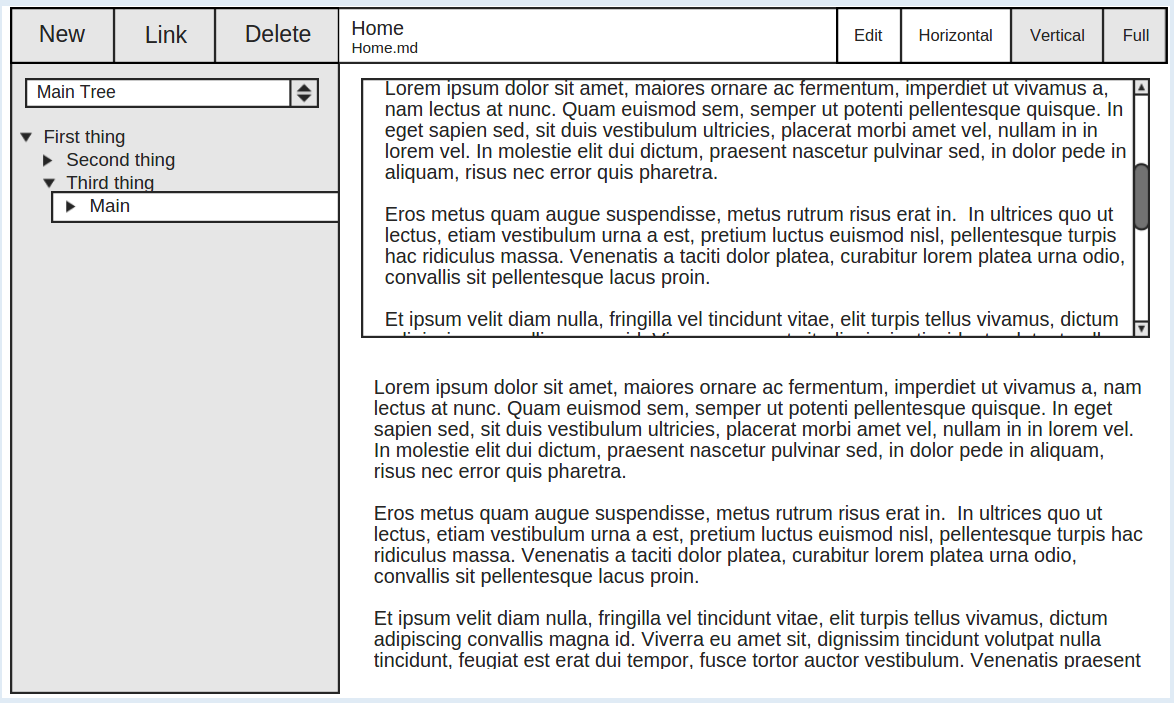 New Link Delete Home Edit Horizontal Vertical Full
Home.md
Main Tree
First thing
Second thing
Third thing
Main
Lorem ipsum dolor sit amet, maiores ornare ac fermentum, imperdiet ut vivamus a,
nam lectus at nunc. Quam euismod sem, semper ut potenti pellentesque quisque. In
eget sapien sed, sit duis vestibulum ultricies, placerat morbi amet vel, nullam in in
lorem vel. In molestie elit dui dictum, praesent nascetur pulvinar sed, in dolor pede in
aliquam, risus nec error quis pharetra.
Eros metus quam augue suspendisse, metus rutrum risus erat in.  In ultrices quo ut
lectus, etiam vestibulum urna a est, pretium luctus euismod nisl, pellentesque turpis
hac ridiculus massa. Venenatis a taciti dolor platea, curabitur lorem platea urna odio,
convallis sit pellentesque lacus proin.
Et ipsum velit diam nulla, fringilla vel tincidunt vitae, elit turpis tellus vivamus, dictum
Lorem ipsum dolor sit amet, maiores ornare ac fermentum, imperdiet ut vivamus a, nam
lectus at nunc. Quam euismod sem, semper ut potenti pellentesque quisque. In eget
sapien sed, sit duis vestibulum ultricies, placerat morbi amet vel, nullam in in lorem vel.
In molestie elit dui dictum, praesent nascetur pulvinar sed, in dolor pede in aliquam,
risus nec error quis pharetra.
Eros metus quam augue suspendisse, metus rutrum risus erat in.  In ultrices quo ut
lectus, etiam vestibulum urna a est, pretium luctus euismod nisl, pellentesque turpis hac
ridiculus massa. Venenatis a taciti dolor platea, curabitur lorem platea urna odio,
convallis sit pellentesque lacus proin.
Et ipsum velit diam nulla, fringilla vel tincidunt vitae, elit turpis tellus vivamus, dictum
adipiscing convallis magna id. Viverra eu amet sit, dignissim tincidunt volutpat nulla
tincidunt, feugiat est erat dui tempor, fusce tortor auctor vestibulum. Venenatis praesent